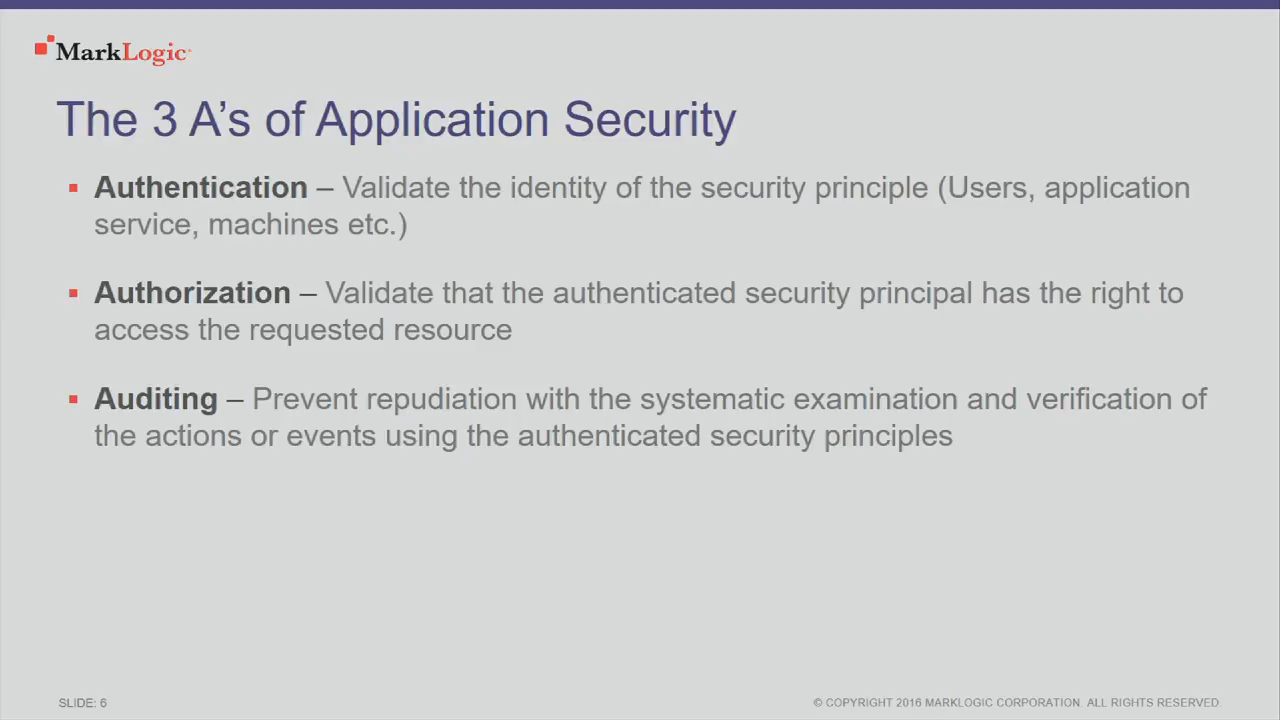 MarkLogic
The 3 A’s of Application Security
▪ Authentication – Validate the identity of the security principle (Users, application
service, machines etc.)
▪ Authorization – Validate that the authenticated security principal has the right to
access the requested resource
▪ Auditing – Prevent repudiation with the systematic examination and verification of
the actions or events using the authenticated security principles
SLIDE: 6
© COPYRIGHT 2016 MARKLOGIC CORPORATION. ALL RIGHTS RESERVED.